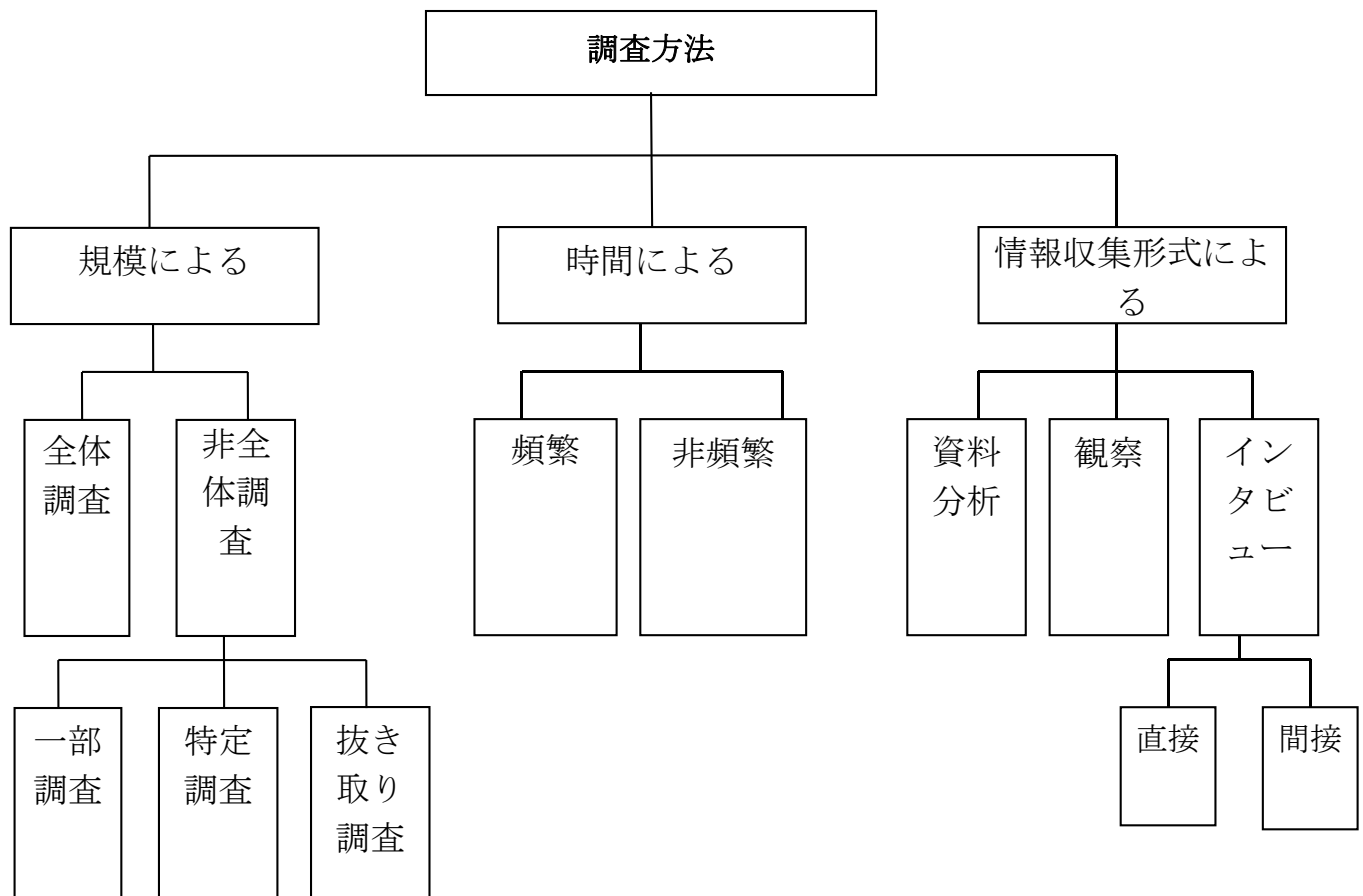 調査方法
規模による
時間による
情報収集形式によ
る
全体
調査
非全
体調
査
頻繁
非頻繁
資料
分析
観察
イン
タビ
ュー
一部
調査
特定
調査
抜き
取り
調査
直接
間接